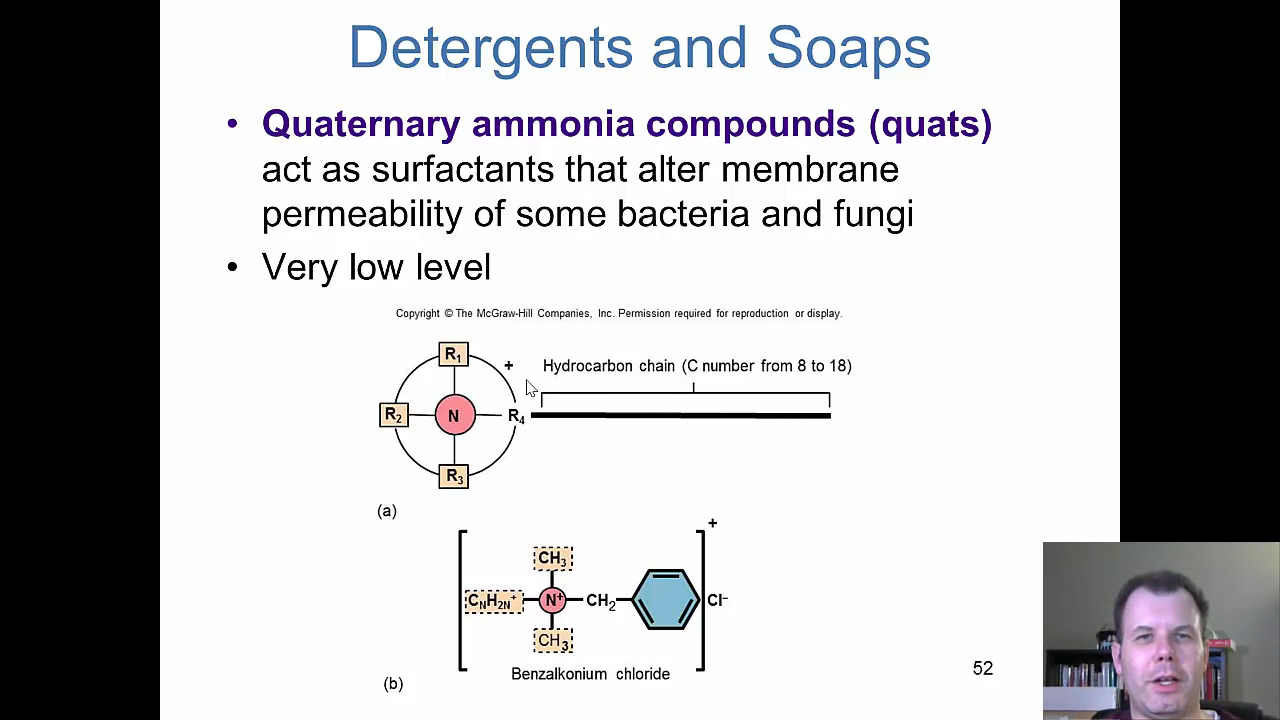 Detergents and Soaps
• Quaternary ammonia compounds (quats)
act as surfactants that alter membrane
permeability of some bacteria and fungi
• Very low level
Copyright © The McGraw-Hill Companies, Inc. Permission required for reproduction or display.
R₁
+
Hydrocarbon chain (C number from 8 to 18)
R₂ N R₄
R₃
(a)
+
CH₃
CₙH₂ₙ⁺ N⁺ CH₂ Cl⁻
CH₃
Benzalkonium chloride
52
(b)